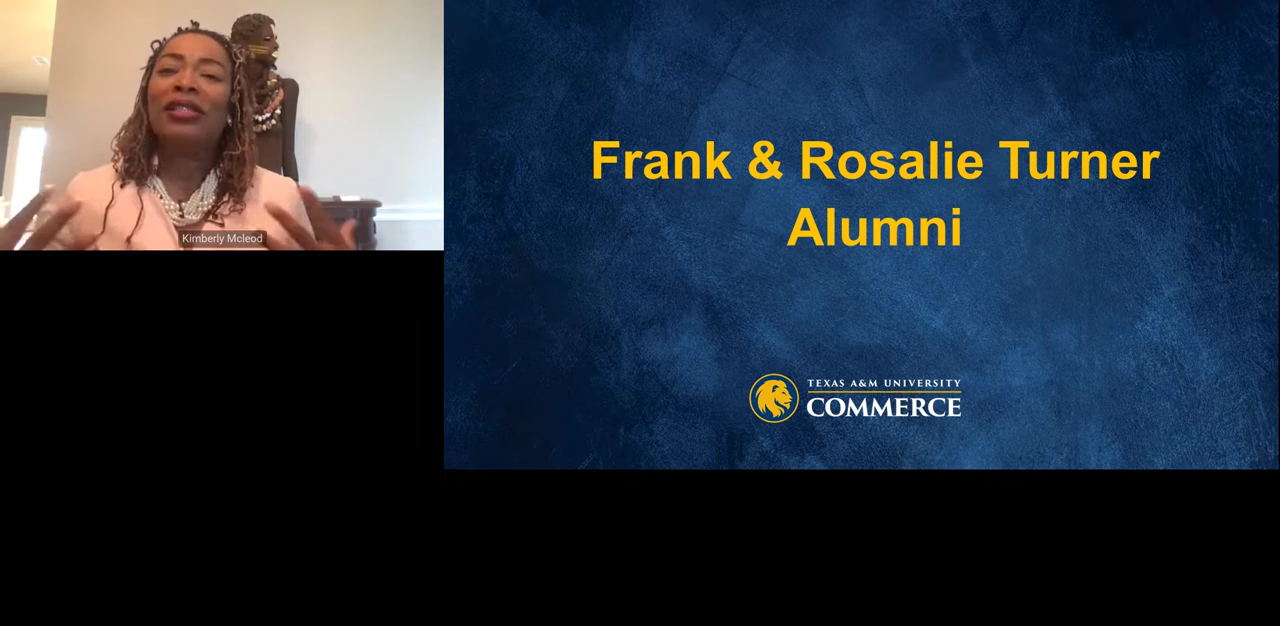 Kimberly Mcleod
Frank & Rosalie Turner
Alumni
TEXAS A&M UNIVERSITY
COMMERCE